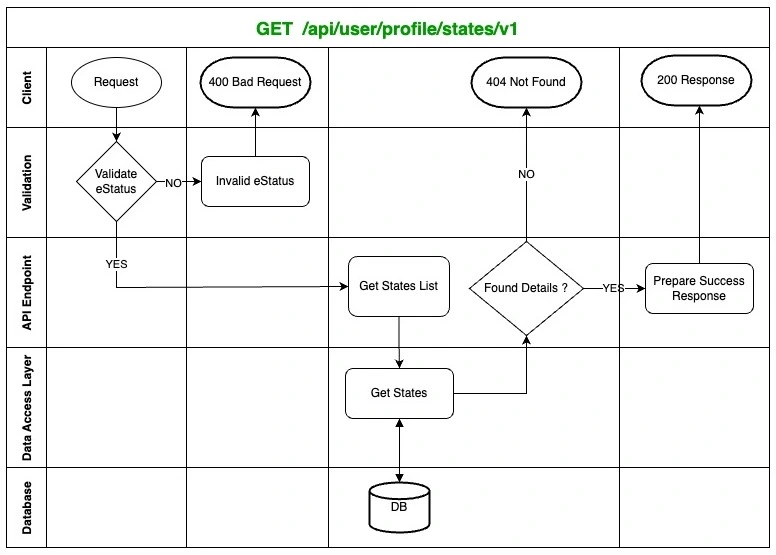 GET /api/user/profile/states/v1
Client
Request
400 Bad Request
404 Not Found
200 Response
Validation
Validate
eStatus
NO
Invalid eStatus
NO
API Endpoint
YES
Get States List
Found Details ?
YES
Prepare Success
Response
Data Access Layer
Get States
Database
DB